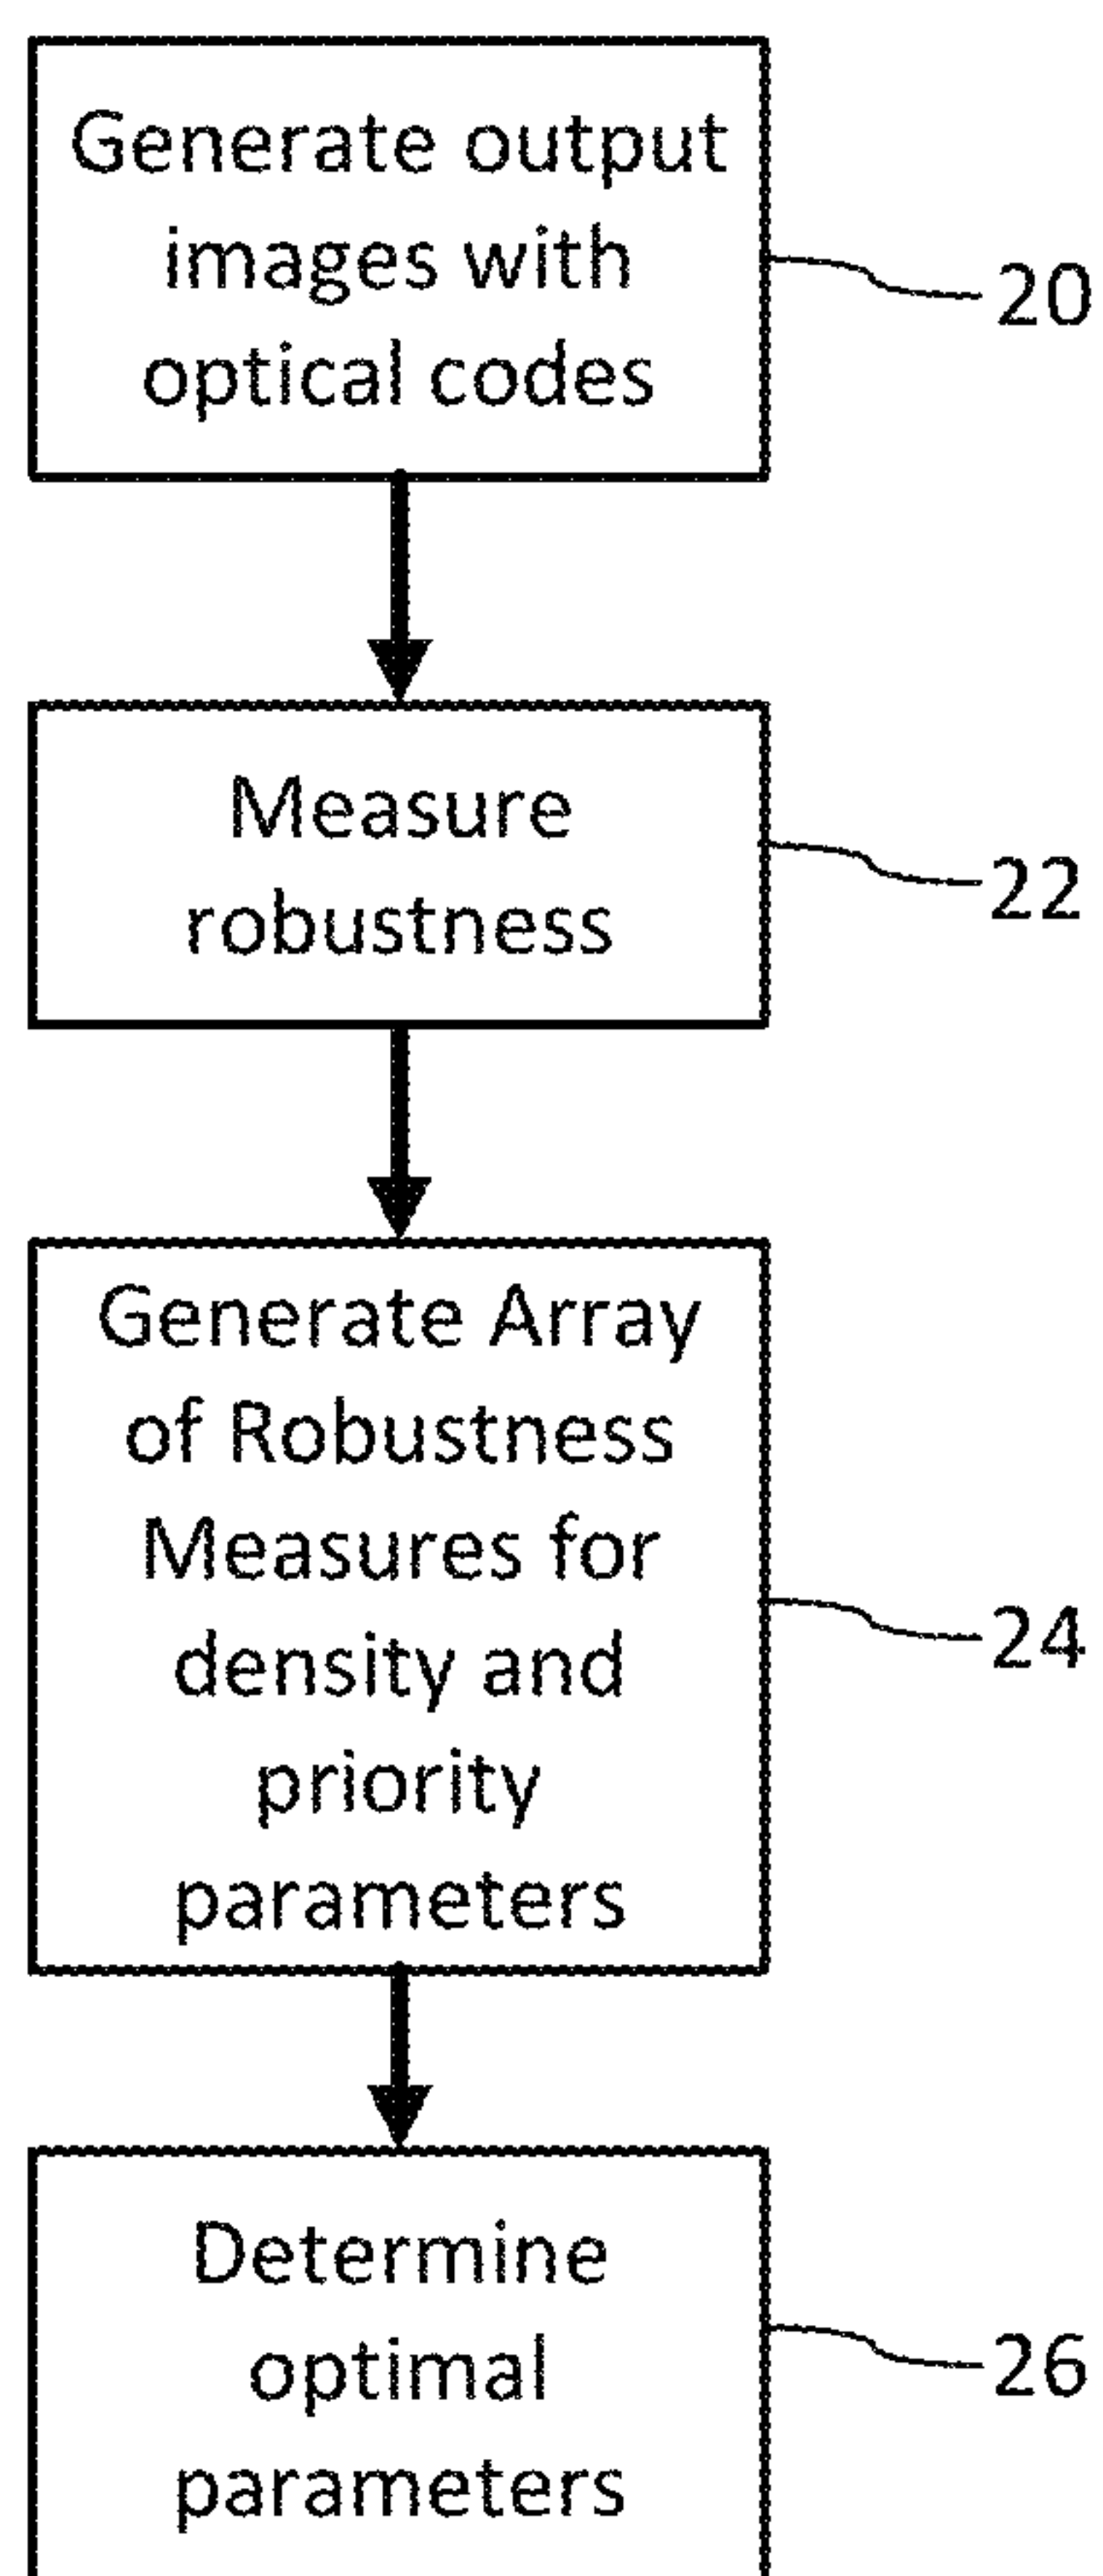 Generate output
images with
optical codes
20
Measure
robustness
22
Generate Array
of Robustness
Measures for
density and
priority
parameters
24
Determine
optimal
parameters
26